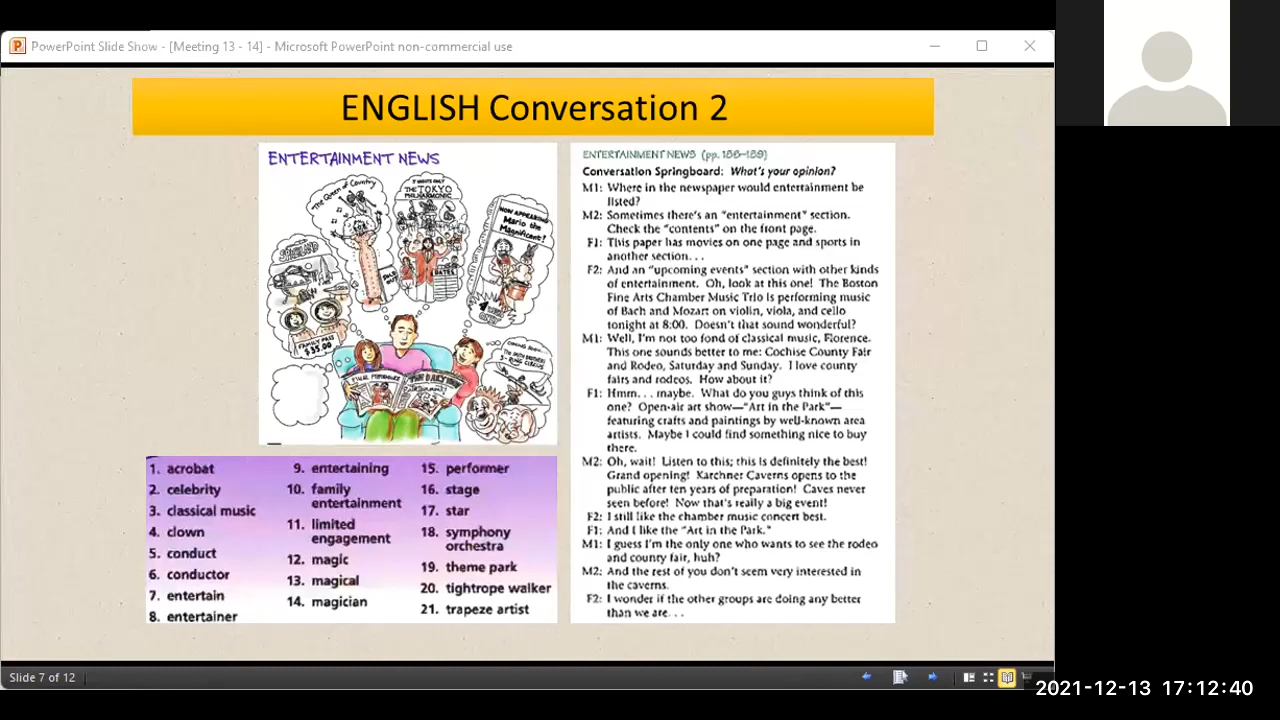 PowerPoint Slide Show - [Meeting 13 - 14] - Microsoft PowerPoint non-commercial use
ENGLISH Conversation 2
ENTERTAINMENT NEWS
The Queen of Country
THE TOKYO
PHILHARMONIC
NOW APPEARING
Mario the
Magnificent!
FAMILY PASS
$35.00
DATES
3-RING CIRCUS
1. acrobat
2. celebrity
3. classical music
4. clown
5. conduct
6. conductor
7. entertain
8. entertainer
9. entertaining
10. family
entertainment
11. limited
engagement
12. magic
13. magical
14. magician
15. performer
16. stage
17. star
18. symphony
orchestra
19. theme park
20. tightrope walker
21. trapeze artist
ENTERTAINMENT NEWS (pp. 186–189)
Conversation Springboard: What's your opinion?
M1: Where in the newspaper would entertainment be
listed?
M2: Sometimes there's an "entertainment" section.
Check the "contents" on the front page.
F1: This paper has movies on one page and sports in
another section. . .
F2: And an "upcoming events" section with other kinds
of entertainment. Oh, look at this one! The Boston
Fine Arts Chamber Music Trio is performing music
of Bach and Mozart on violin, viola, and cello
tonight at 8:00. Doesn't that sound wonderful?
M1: Well, I'm not too fond of classical music, Florence.
This one sounds better to me: Cochise County Fair
and Rodeo, Saturday and Sunday. I love county
fairs and rodeos. How about it?
F1: Hmm. . . maybe. What do you guys think of this
one? Open-air art show—"Art in the Park"—
featuring crafts and paintings by well-known area
artists. Maybe I could find something nice to buy
there.
M2: Oh, wait! Listen to this; this is definitely the best!
Grand opening! Karchner Caverns opens to the
public after ten years of preparation! Caves never
seen before! Now that's really a big event!
F2: I still like the chamber music concert best.
F1: And I like the "Art in the Park."
M1: I guess I'm the only one who wants to see the rodeo
and county fair, huh?
M2: And the rest of you don't seem very interested in
the caverns.
F2: I wonder if the other groups are doing any better
than we are. . .
Slide 7 of 12
2021-12-13 17:12:40